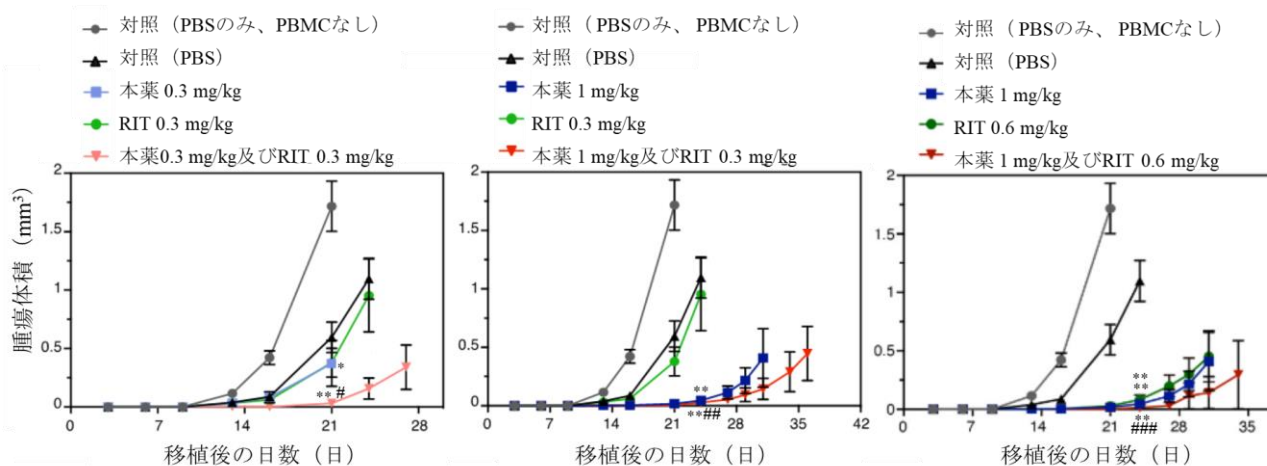 対照（PBSのみ、PBMCなし）
対照（PBS）
本薬 0.3 mg/kg
RIT 0.3 mg/kg
本薬0.3 mg/kg及びRIT 0.3 mg/kg
対照（PBSのみ、PBMCなし）
対照（PBS）
本薬 1 mg/kg
RIT 0.3 mg/kg
本薬 1 mg/kg及びRIT 0.3 mg/kg
対照（PBSのみ、PBMCなし）
対照（PBS）
本薬 1 mg/kg
RIT 0.6 mg/kg
本薬 1 mg/kg及びRIT 0.6 mg/kg
腫瘍体積（mm³）
2
1.5
1
0.5
0
*
** #
0 7 14 21 28
移植後の日数（日）
2
1.5
1
0.5
0
**
**##
0 7 14 21 28 35 42
移植後の日数（日）
2
1.5
1
0.5
0
**
**
**
###
0 14 21 28 35
移植後の日数（日）